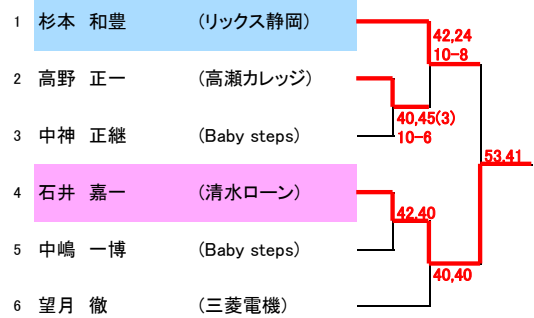 1 杉本 和豊 (リックス静岡)
42,24
10-8
2 高野 正一 (高瀬カレッジ)
40,45(3)
10-6
3 中神 正継 (Baby steps)
53,41
4 石井 嘉一 (清水ローン)
42,40
5 中嶋 一博 (Baby steps)
40,40
6 望月 徹 (三菱電機)